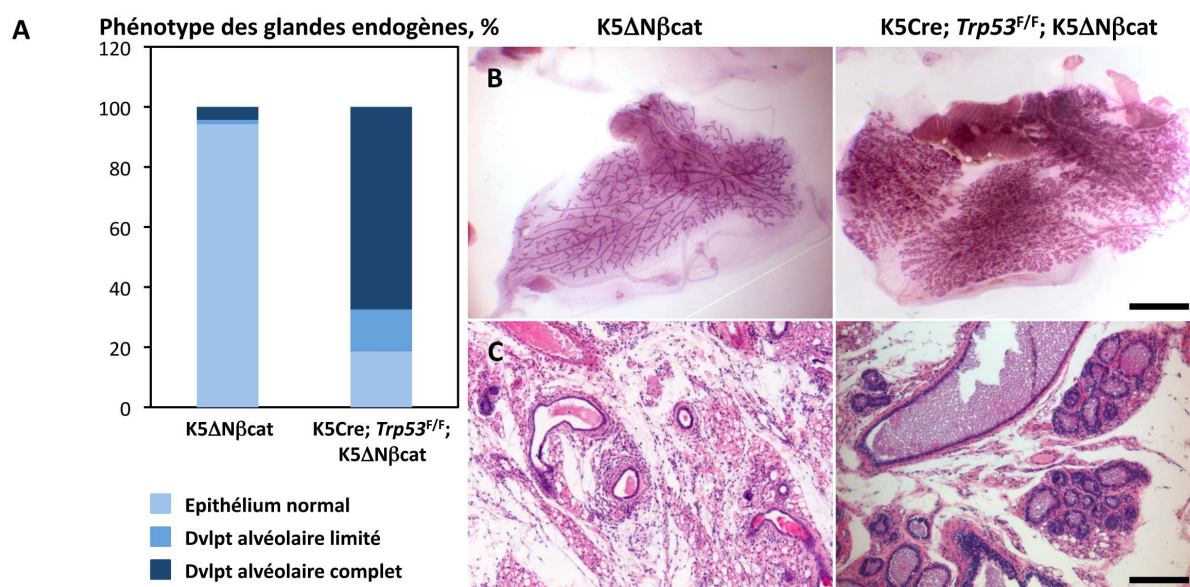 A
Phénotype des glandes endogènes, %
120
100
80
60
40
20
0
K5ΔNβcat
K5Cre; Trp53F/F;
K5ΔNβcat
Epithélium normal
Dvlpt alvéolaire limité
Dvlpt alvéolaire complet
K5ΔNβcat
K5Cre; Trp53F/F; K5ΔNβcat
B
C